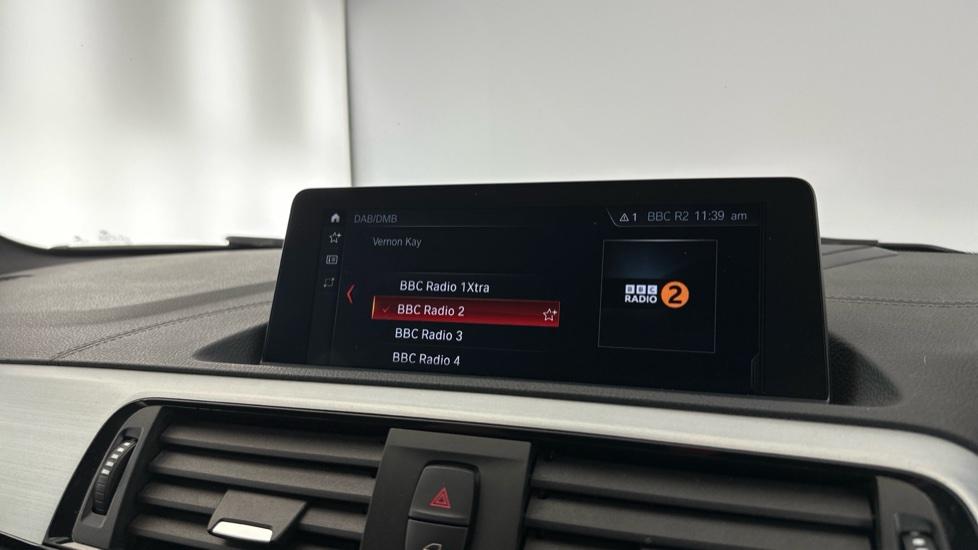 DAB/DMB
1 BBC R2 11:39 am
Vernon Kay
BBC Radio 1Xtra
BBC Radio 2
BBC Radio 3
BBC Radio 4
BBC
RADIO 2